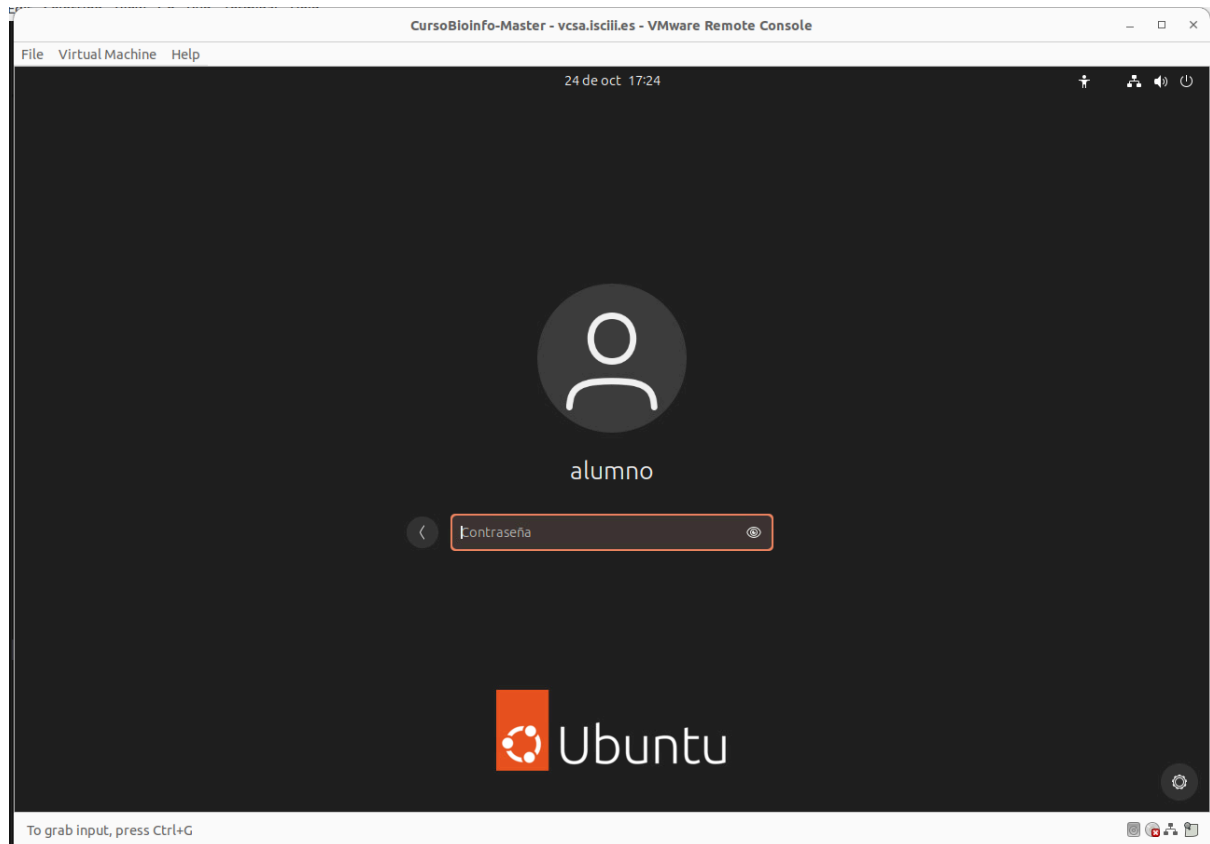 CursoBioinfo-Master - vcsa.isciii.es - VMware Remote Console
File Virtual Machine Help
24 de oct 17:24
alumno
Contraseña
Ubuntu
To grab input, press Ctrl+G